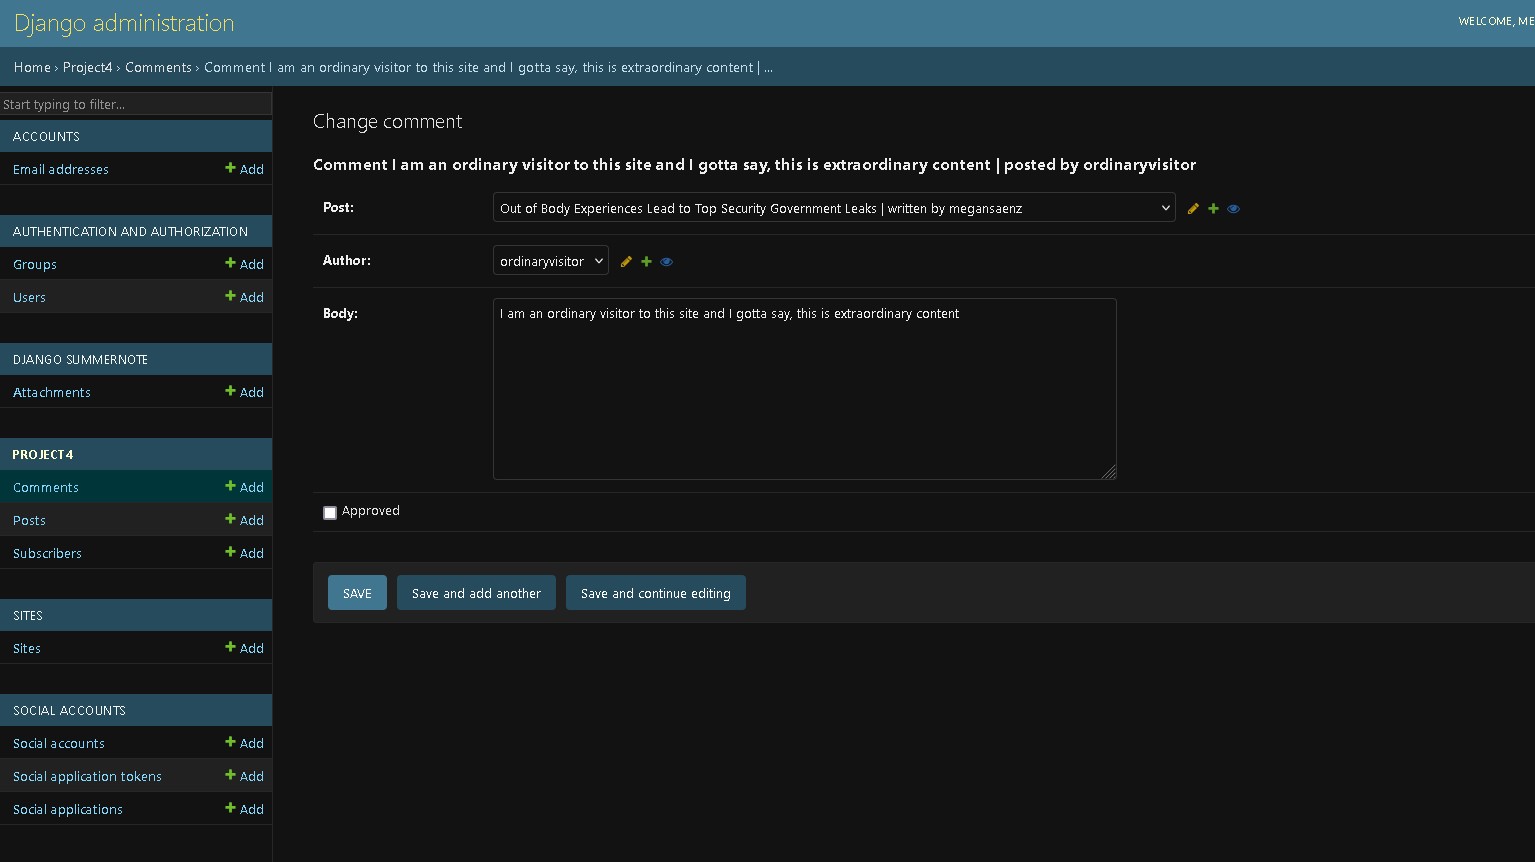 Django administration
WELCOME, ME
Home › Project4 › Comments › Comment I am an ordinary visitor to this site and I gotta say, this is extraordinary content | ...
Start typing to filter...
ACCOUNTS
Email addresses + Add
AUTHENTICATION AND AUTHORIZATION
Groups + Add
Users + Add
DJANGO SUMMERNOTE
Attachments + Add
PROJECT4
Comments + Add
Posts + Add
Subscribers + Add
SITES
Sites + Add
SOCIAL ACCOUNTS
Social accounts + Add
Social application tokens + Add
Social applications + Add
Change comment
Comment I am an ordinary visitor to this site and I gotta say, this is extraordinary content | posted by ordinaryvisitor
Post: Out of Body Experiences Lead to Top Security Government Leaks | written by megansaenz
Author: ordinaryvisitor
Body: I am an ordinary visitor to this site and I gotta say, this is extraordinary content
Approved
SAVE Save and add another Save and continue editing